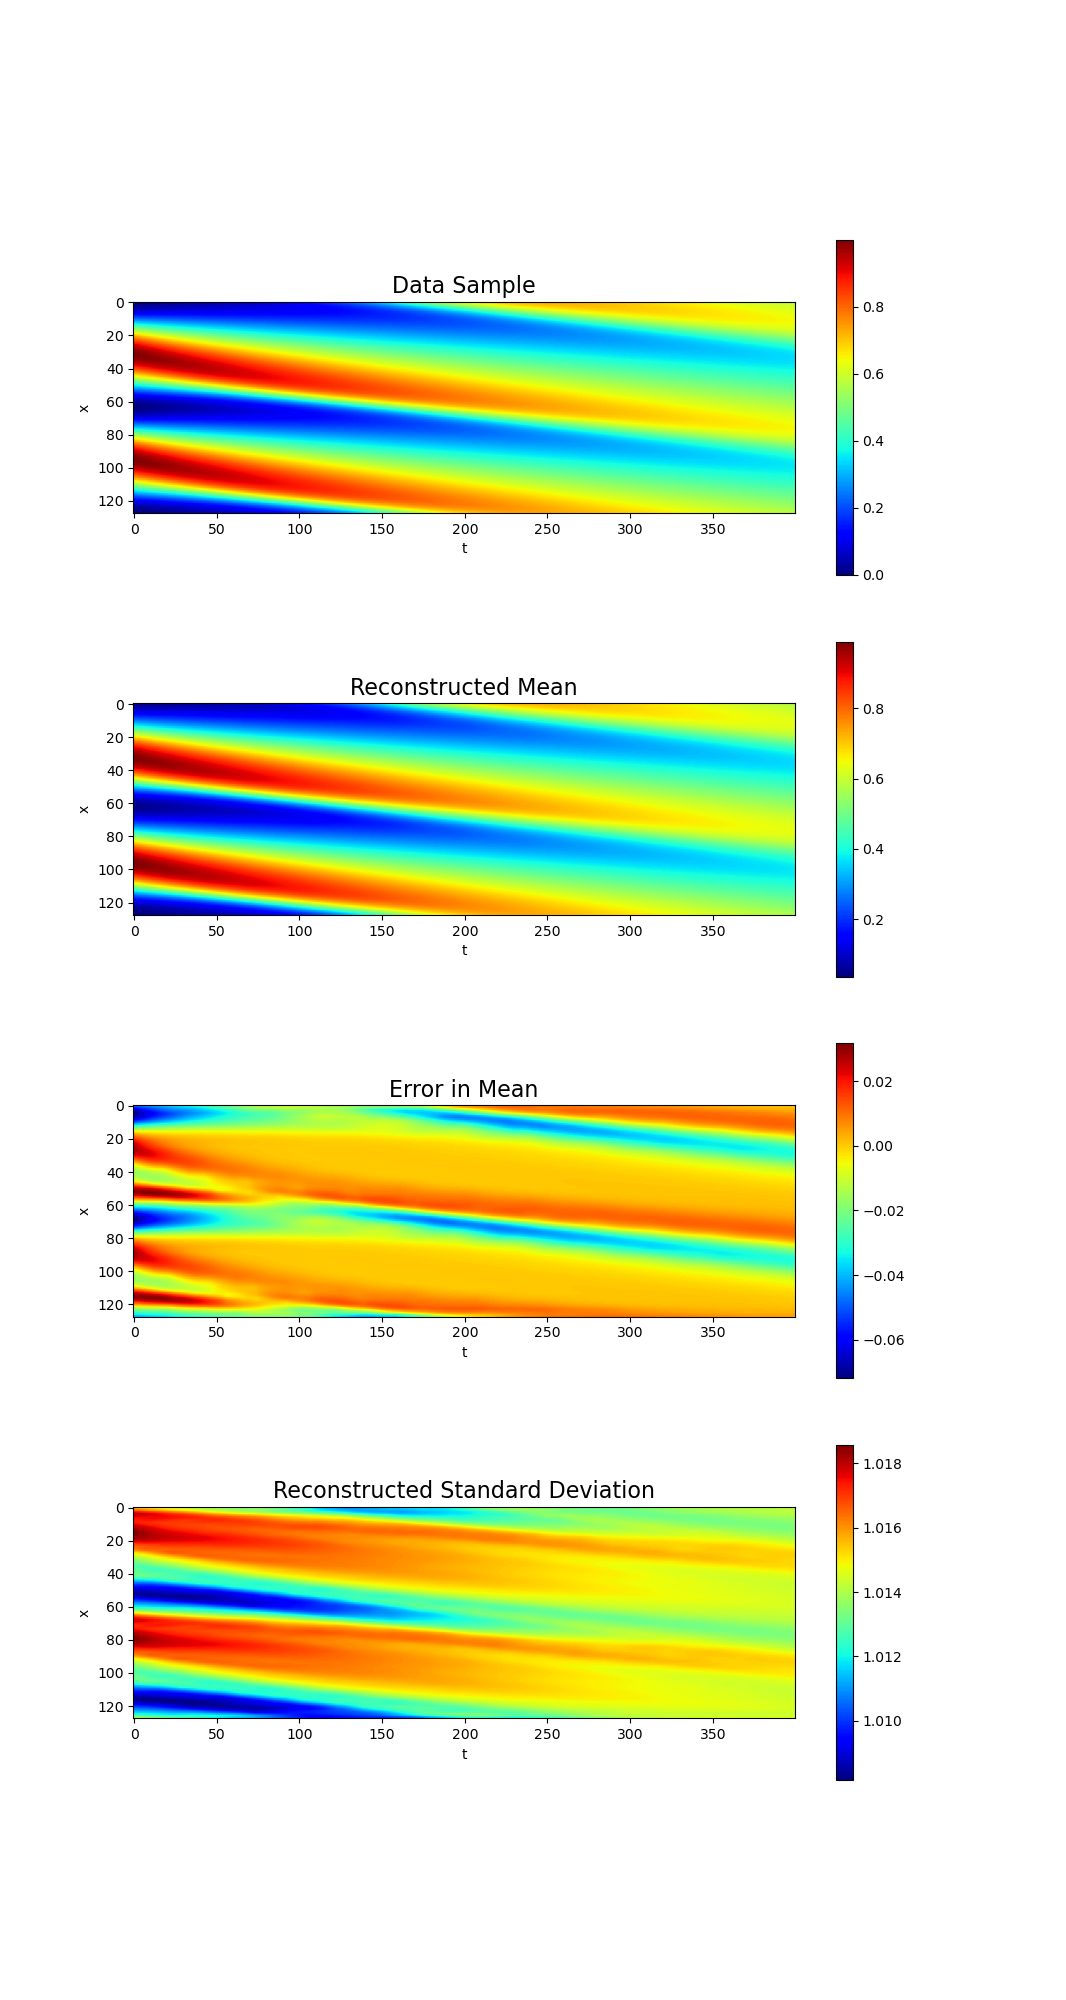 Data Sample
0
20
40
60
80
100
120
x
0 50 100 150 200 250 300 350
t
0.8
0.6
0.4
0.2
0.0
Reconstructed Mean
0
20
40
60
80
100
120
x
0 50 100 150 200 250 300 350
t
0.8
0.6
0.4
0.2
Error in Mean
0
20
40
60
80
100
120
x
0 50 100 150 200 250 300 350
t
0.02
0.00
−0.02
−0.04
−0.06
Reconstructed Standard Deviation
0
20
40
60
80
100
120
x
0 50 100 150 200 250 300 350
t
1.018
1.016
1.014
1.012
1.010